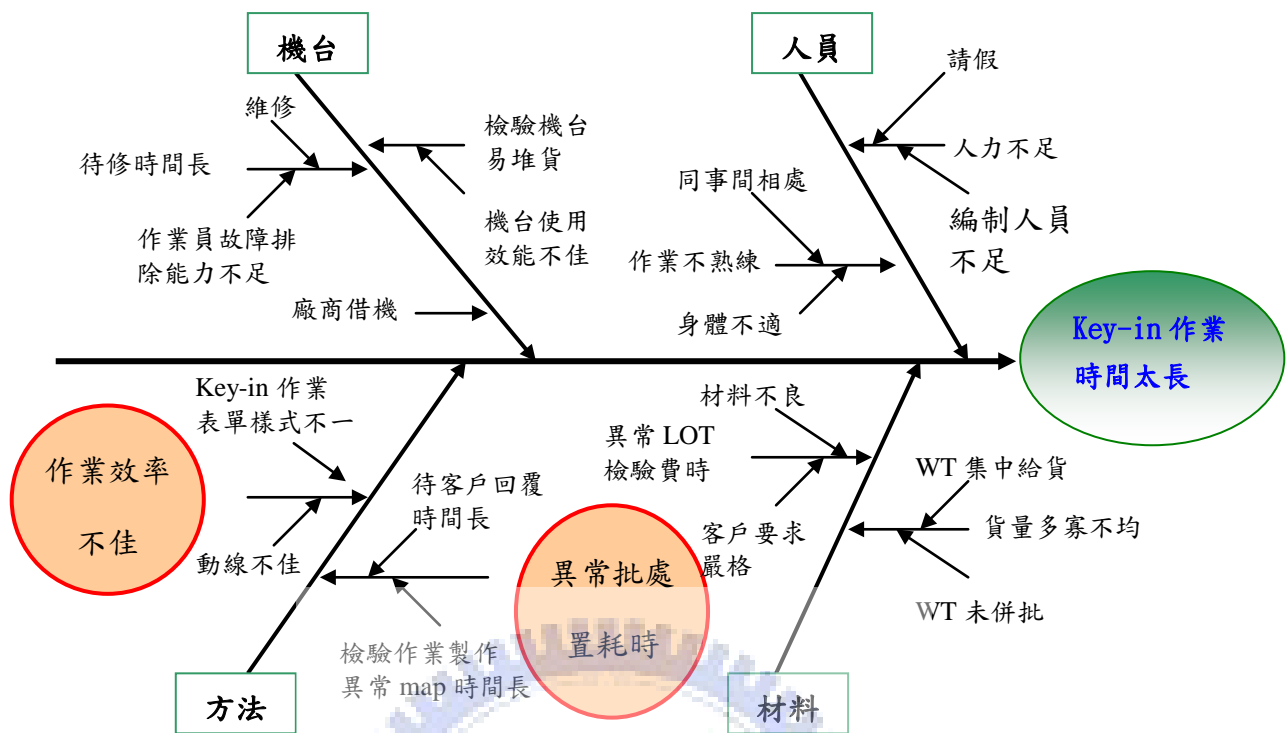 機台
人員
維修
待修時間長
作業員故障排
除能力不足
檢驗機台
易堆貨
機台使用
效能不佳
廠商借機
請假
人力不足
編制人員
不足
同事間相處
作業不熟練
身體不適
Key-in 作業
時間太長
Key-in 作業
表單樣式不一
作業效率
不佳
動線不佳
待客戶回覆
時間長
檢驗作業製作
異常 map 時間長
異常批處
置耗時
材料不良
異常 LOT
檢驗費時
客戶要求
嚴格
WT 集中給貨
貨量多寡不均
WT 未併批
方法
材料